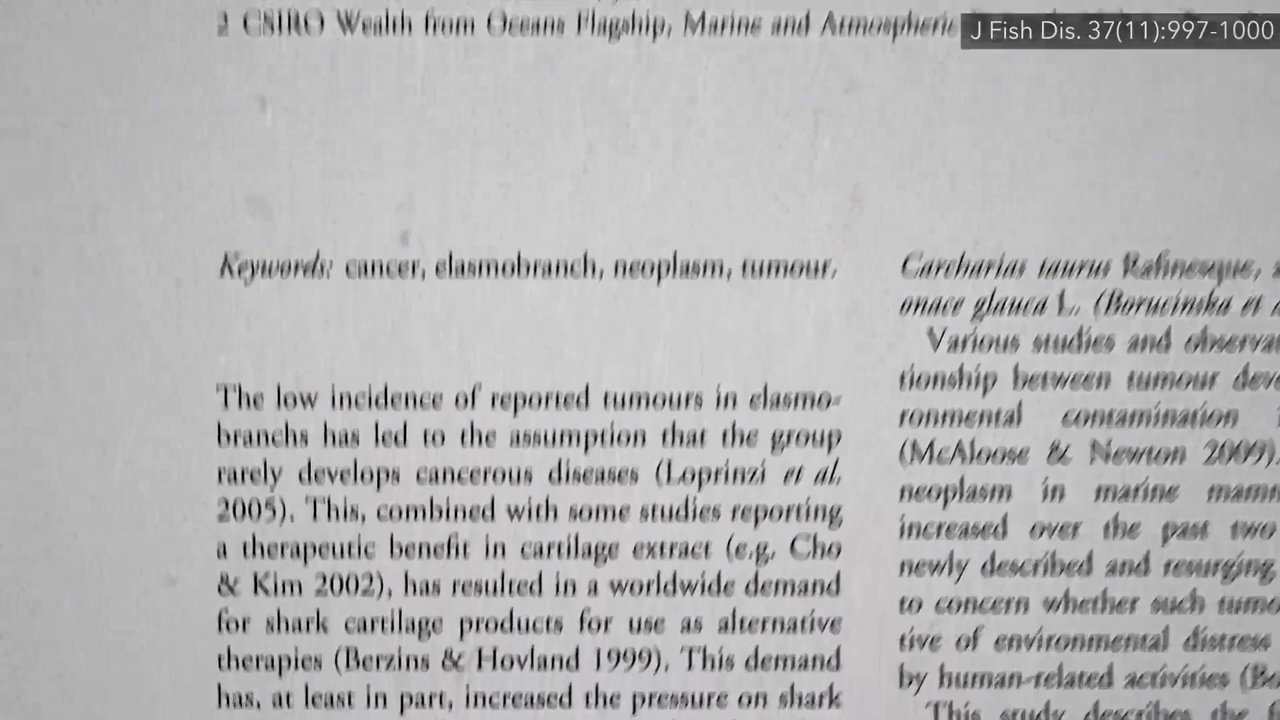 2 CSIRO Wealth from Oceans Flagship, Marine and Atmospheric
J Fish Dis. 37(11):997-1000
Keywords: cancer, elasmobranch, neoplasm, tumour.
The low incidence of reported tumours in elasmo-
branchs has led to the assumption that the group
rarely develops cancerous diseases (Loprinzi et al.
2005). This, combined with some studies reporting
a therapeutic benefit in cartilage extract (e.g. Cho
& Kim 2002), has resulted in a worldwide demand
for shark cartilage products for use as alternative
therapies (Berzins & Hovland 1999). This demand
has, at least in part, increased the pressure on shark
Carcharias taurus Rafinesque,
onace glauca L. (Borucinska et
Various studies and
tionship between tumour
ronmental contamination
(McAloose & Newton 2009).
neoplasm in marine
increased over the past two
newly described and resurging
to concern whether such
tive of environmental distress
by human-related activities
This study describes the